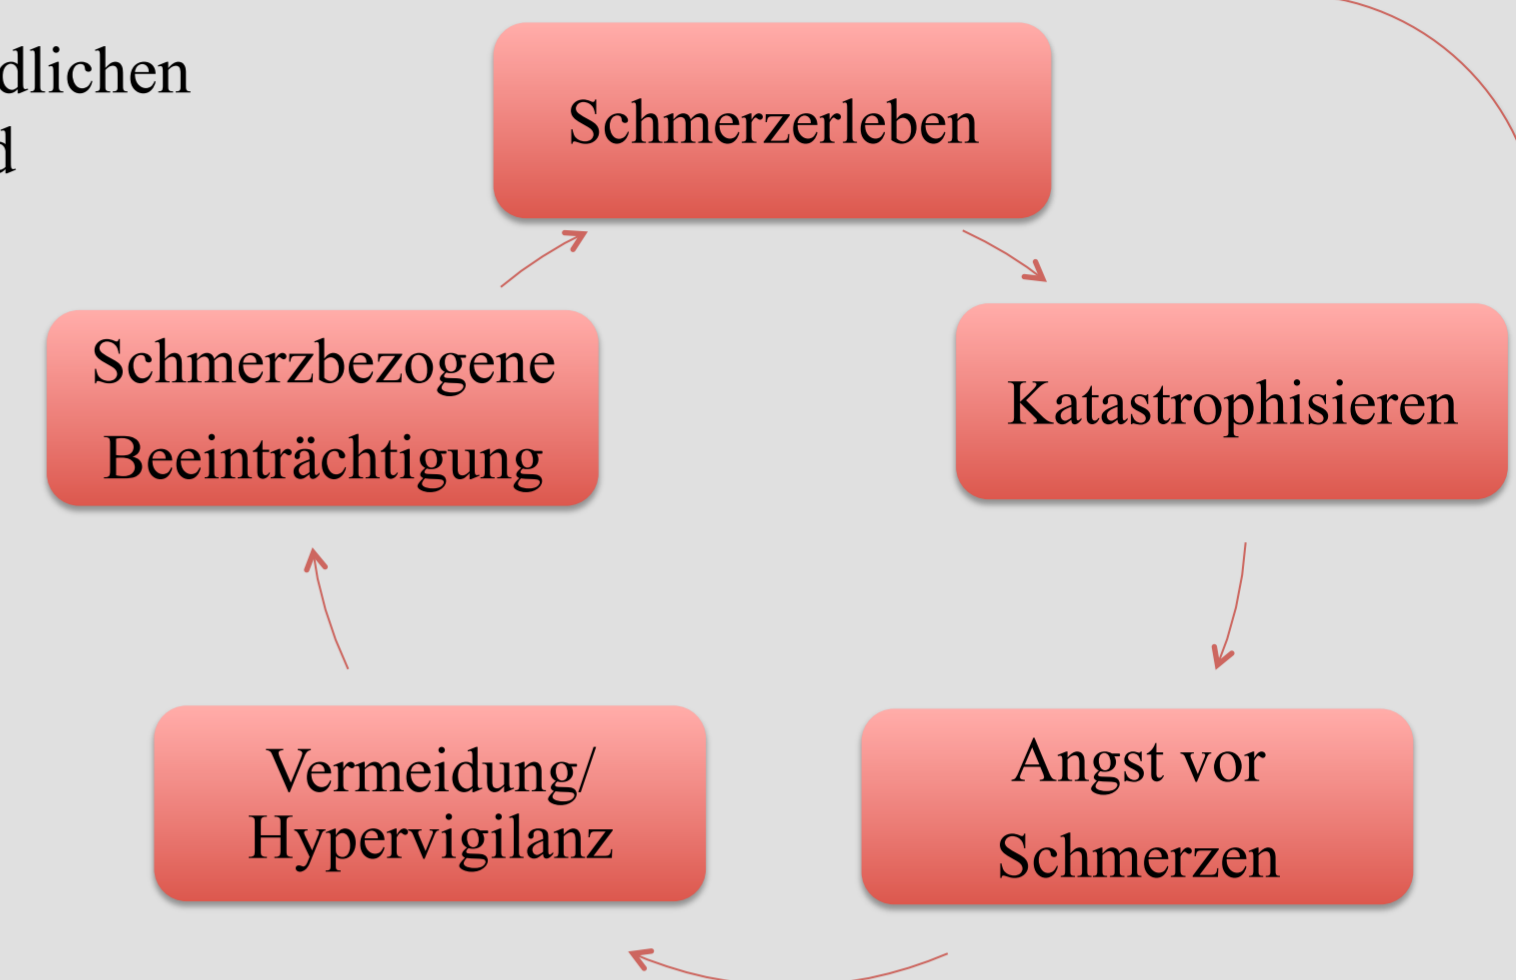 dlichen
d
Schmerzerleben
Katastrophisieren
Angst vor
Schmerzen
Vermeidung/
Hypervigilanz
Schmerzbezogene
Beeinträchtigung